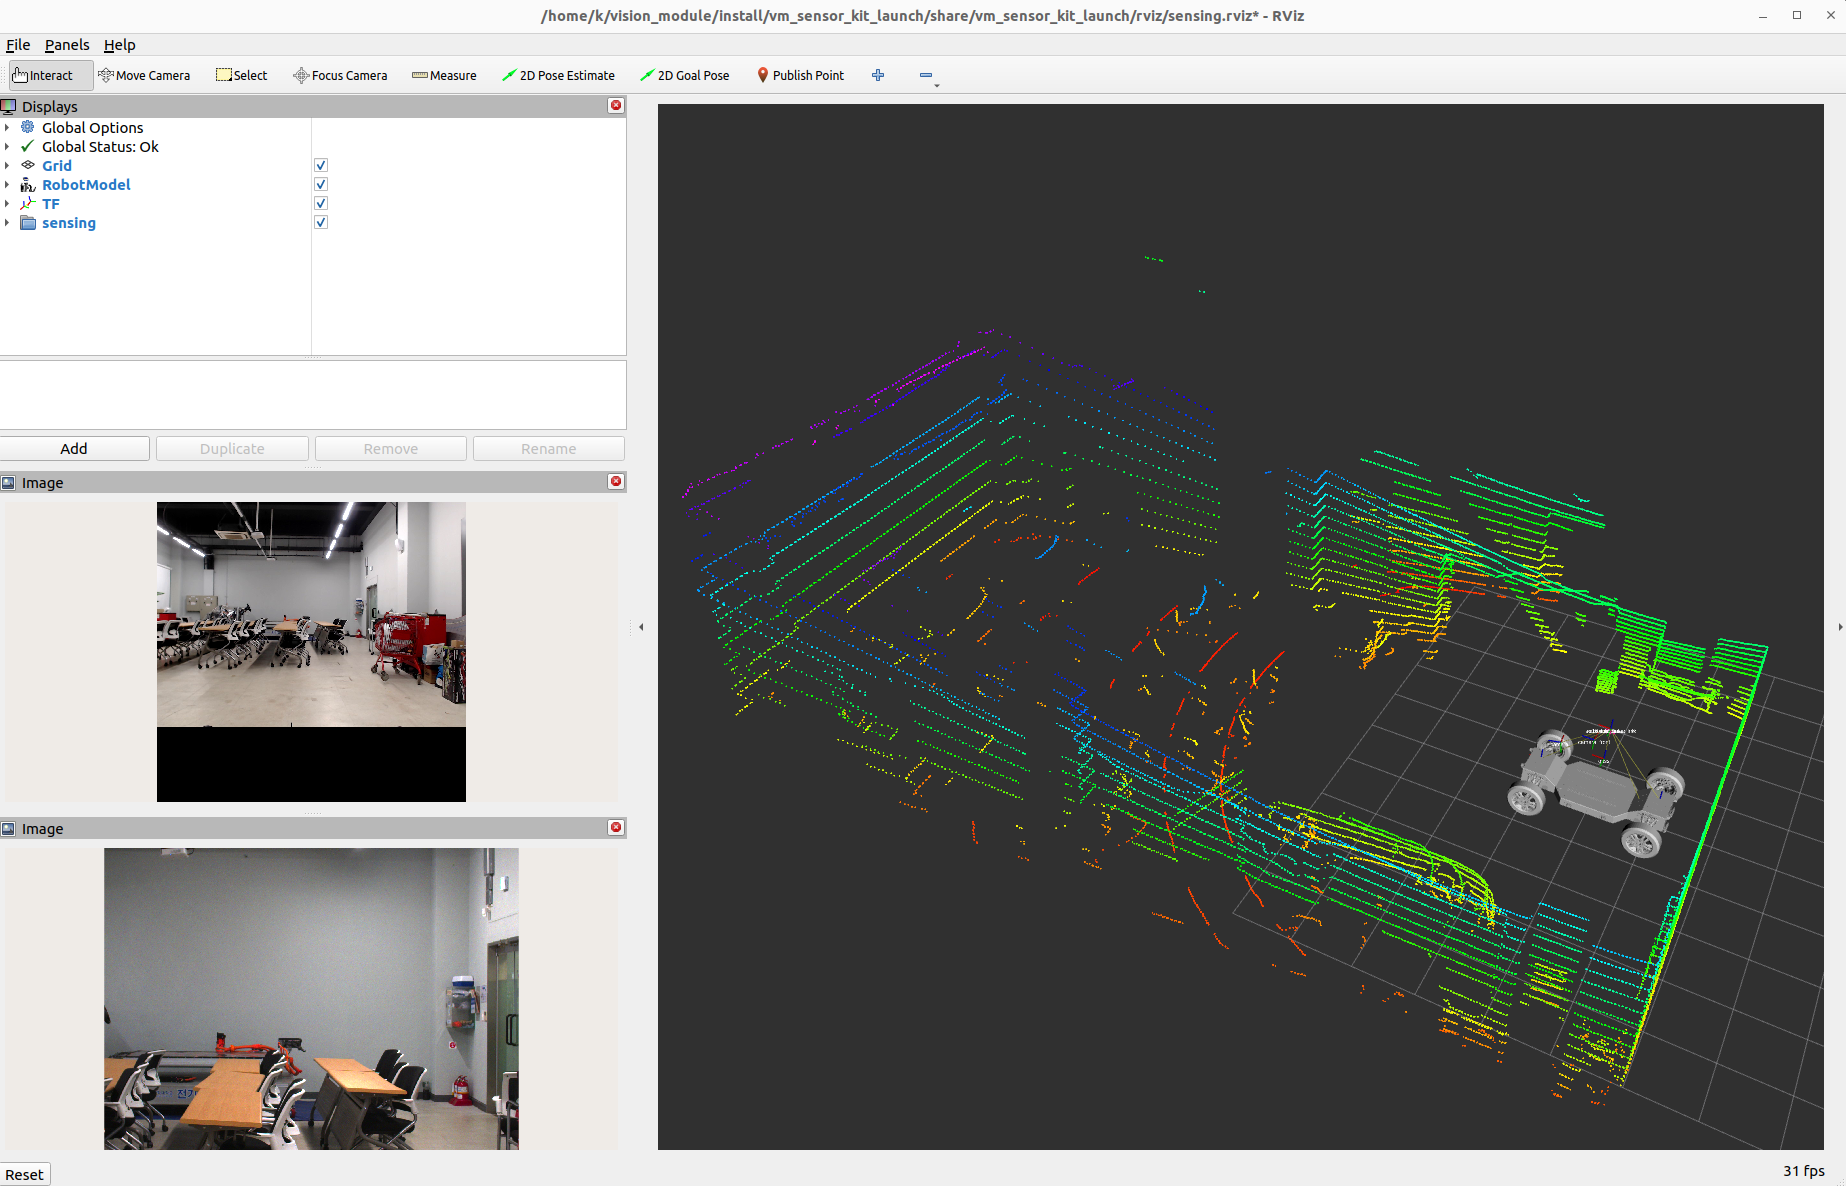 /home/k/vision_module/install/vm_sensor_kit_launch/share/vm_sensor_kit_launch/rviz/sensing.rviz* - RViz
File Panels Help
Interact Move Camera Select Focus Camera Measure 2D Pose Estimate 2D Goal Pose Publish Point
Displays
Global Options
Global Status: Ok
Grid
RobotModel
TF
sensing
Add Duplicate Remove Rename
Image
Image
Reset
31 fps